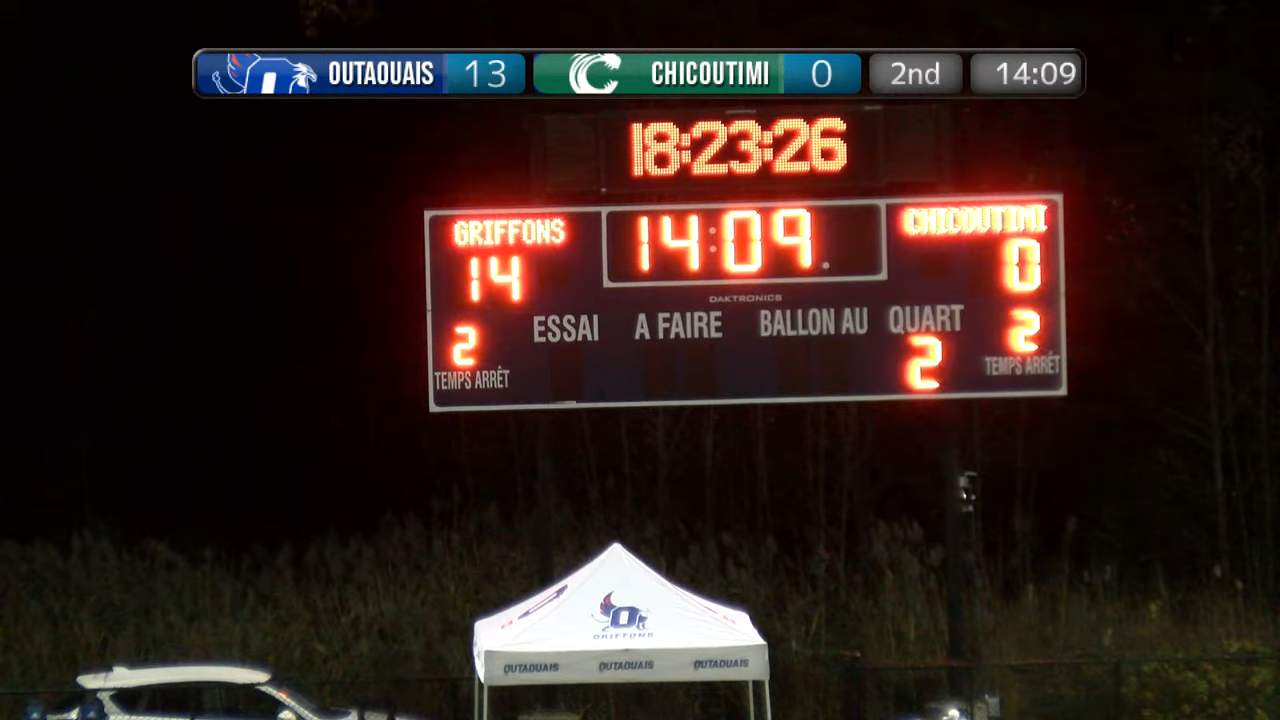 OUTAOUAIS 13 CHICOUTIMI 0 2nd 14:09
18:23:26
GRIFFONS 14:09 CHICOUTIMI
14 0
DAKTRONICS
ESSAI A FAIRE BALLON AU QUART
2 2 2
TEMPS ARRÊT TEMPS ARRÊT
O
GRIFFONS
OUTAOUAIS OUTAOUAIS OUTAOUAIS